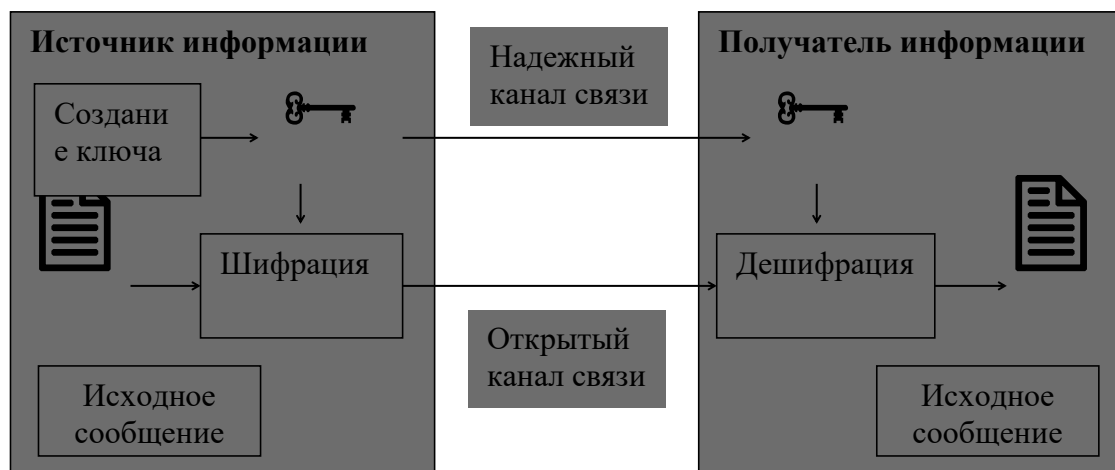 Источник информации
Надежный
канал связи
Получатель информации
Создани
е ключа
Шифрация
Дешифрация
Открытый
канал связи
Исходное
сообщение
Исходное
сообщение